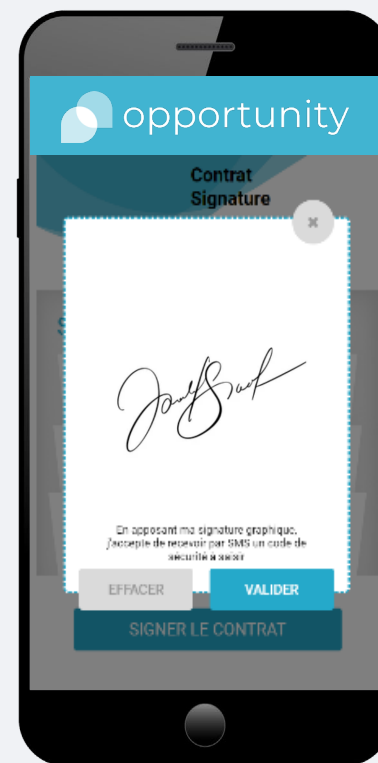 opportunity
Contrat
Signature
En apposant ma signature graphique,
j'accepte de recevoir par SMS un code de
sécurité à saisir
EFFACER
VALIDER
SIGNER LE CONTRAT